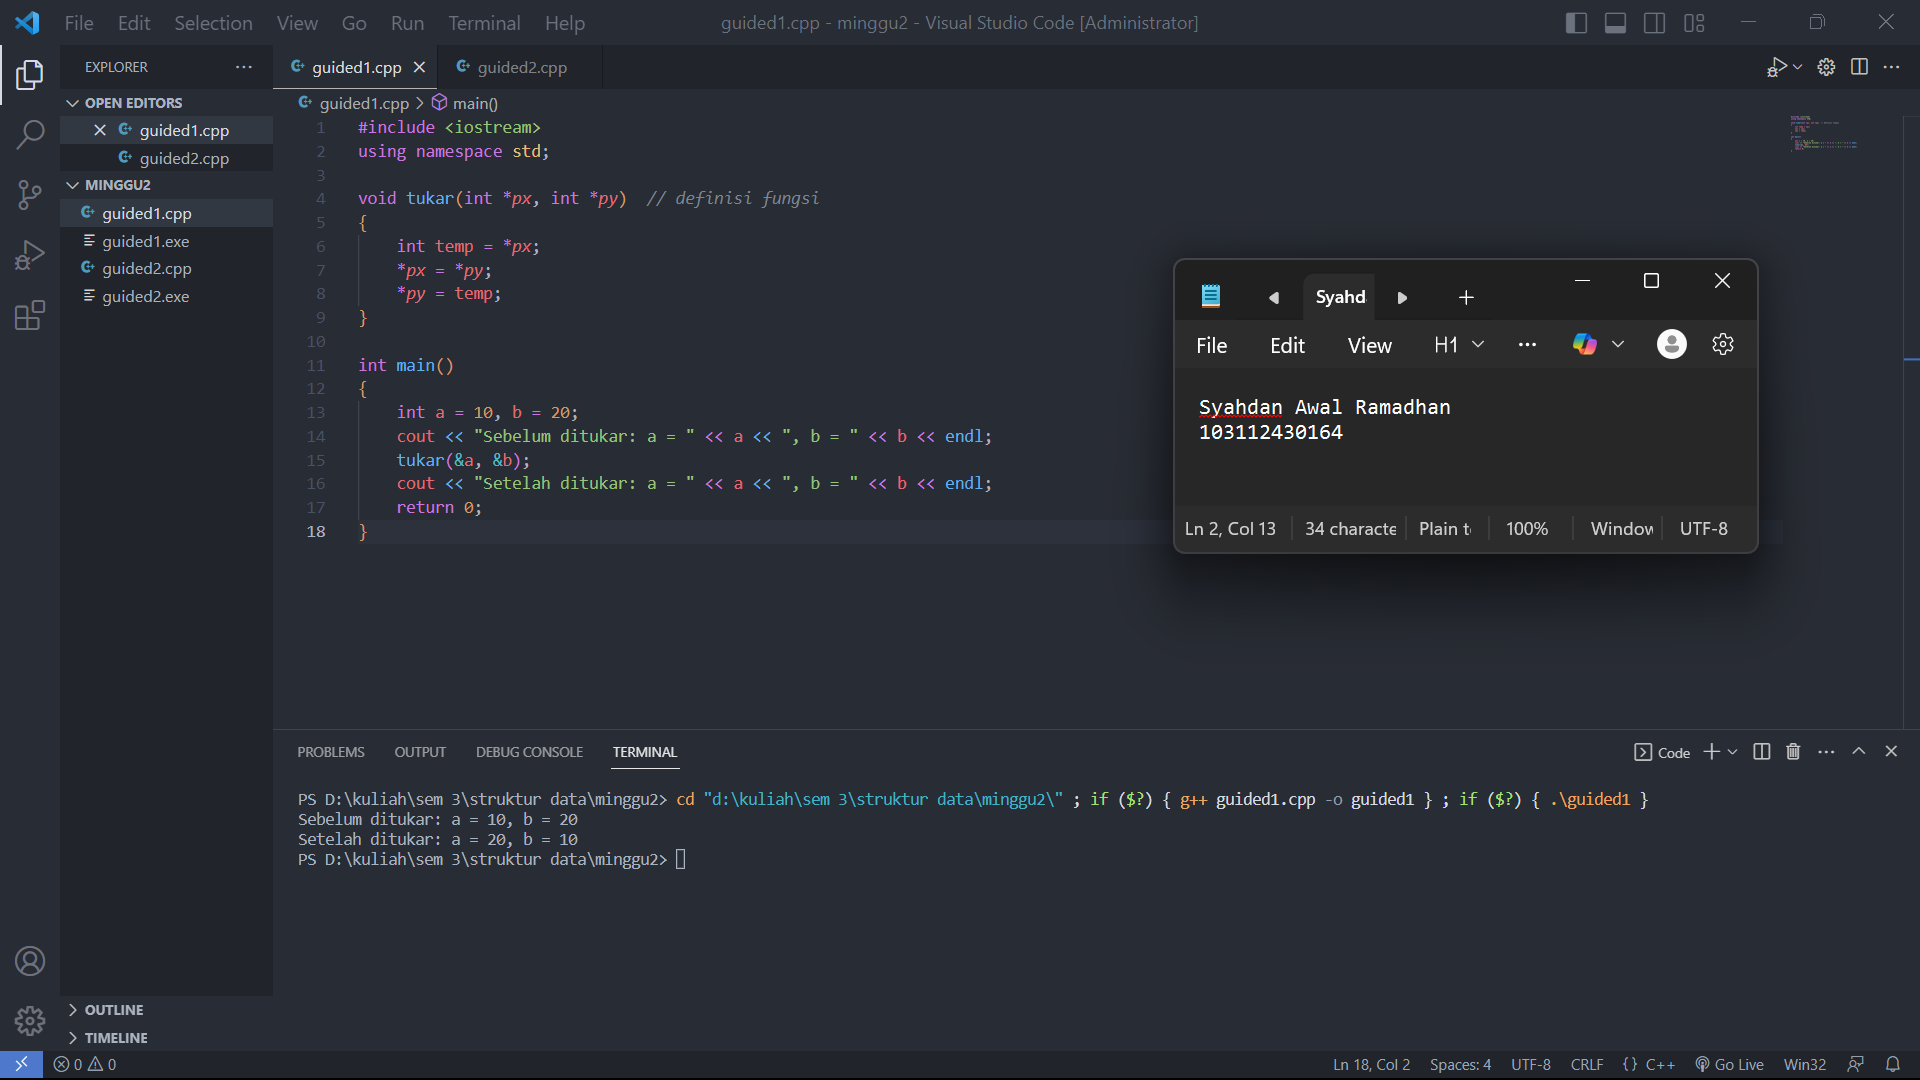 File Edit Selection View Go Run Terminal Help
guided1.cpp - minggu2 - Visual Studio Code [Administrator]
EXPLORER
OPEN EDITORS
guided1.cpp
guided2.cpp
MINGGU2
guided1.cpp
guided1.exe
guided2.cpp
guided2.exe
OUTLINE
TIMELINE
guided1.cpp guided2.cpp
guided1.cpp > main()
1 #include <iostream>
2 using namespace std;
3
4 void tukar(int *px, int *py)  // definisi fungsi
5 {
6     int temp = *px;
7     *px = *py;
8     *py = temp;
9 }
10
11 int main()
12 {
13     int a = 10, b = 20;
14     cout << "Sebelum ditukar: a = " << a << ", b = " << b << endl;
15     tukar(&a, &b);
16     cout << "Setelah ditukar: a = " << a << ", b = " << b << endl;
17     return 0;
18 }
Syahd
File Edit View H1
Syahdan Awal Ramadhan
103112430164
Ln 2, Col 13 34 characte Plain t 100% Window UTF-8
PROBLEMS OUTPUT DEBUG CONSOLE TERMINAL
Code
PS D:\kuliah\sem 3\struktur data\minggu2> cd "d:\kuliah\sem 3\struktur data\minggu2\" ; if ($?) { g++ guided1.cpp -o guided1 } ; if ($?) { .\guided1 }
Sebelum ditukar: a = 10, b = 20
Setelah ditukar: a = 20, b = 10
PS D:\kuliah\sem 3\struktur data\minggu2>
0 0
Ln 18, Col 2 Spaces: 4 UTF-8 CRLF {} C++ Go Live Win32